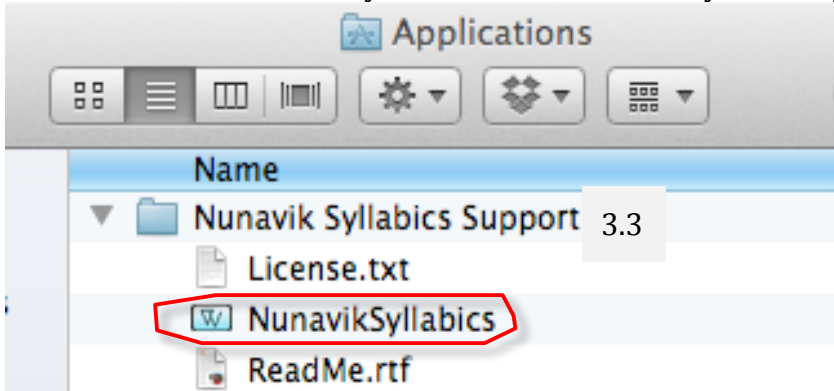 Applications
Name
Nunavik Syllabics Support 3.3
License.txt
W NunavikSyllabics
ReadMe.rtf